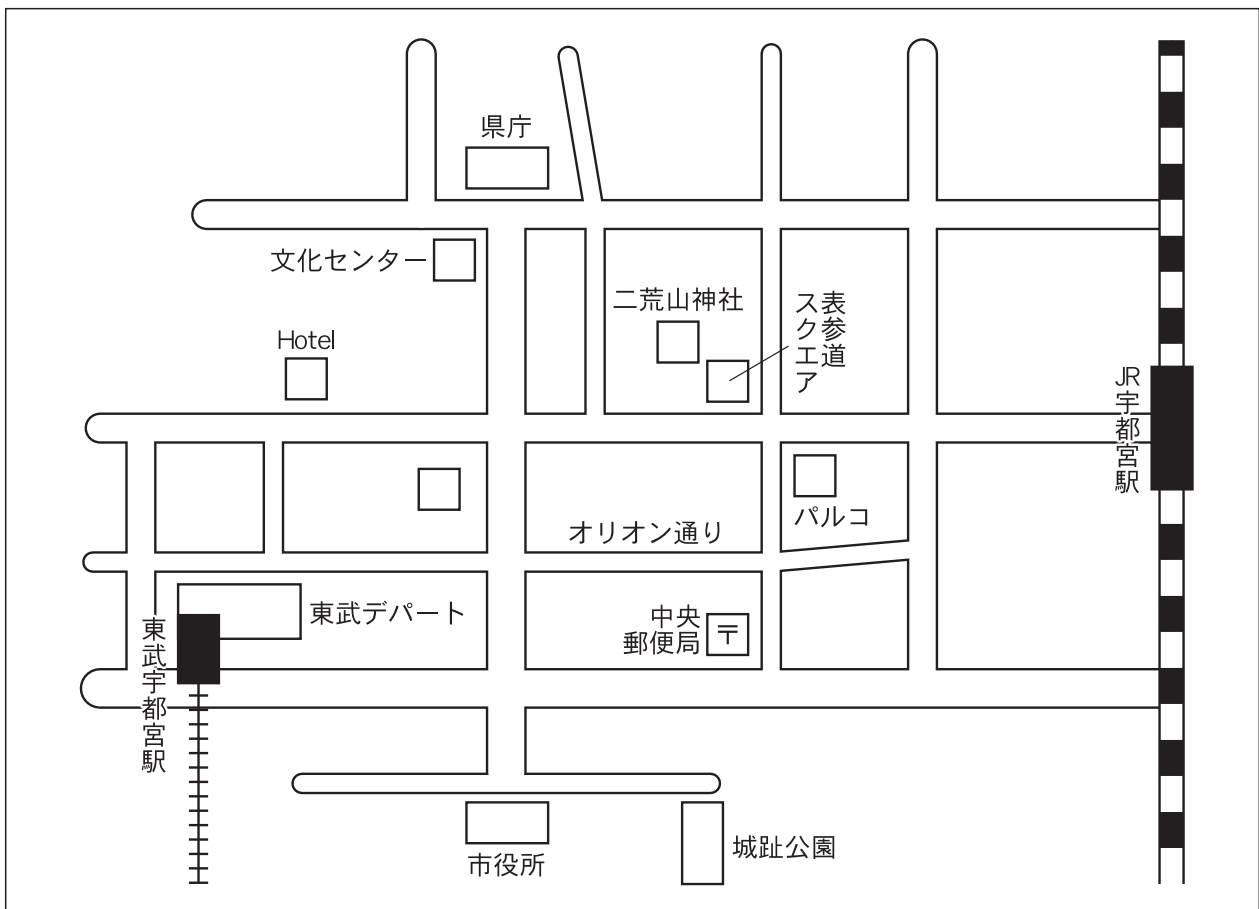 県庁
文化センター
二荒山神社
表参道
スクエア
Hotel
JR宇都宮駅
パルコ
オリオン通り
東武デパート
中央
郵便局
〒
東武宇都宮駅
市役所
城趾公園